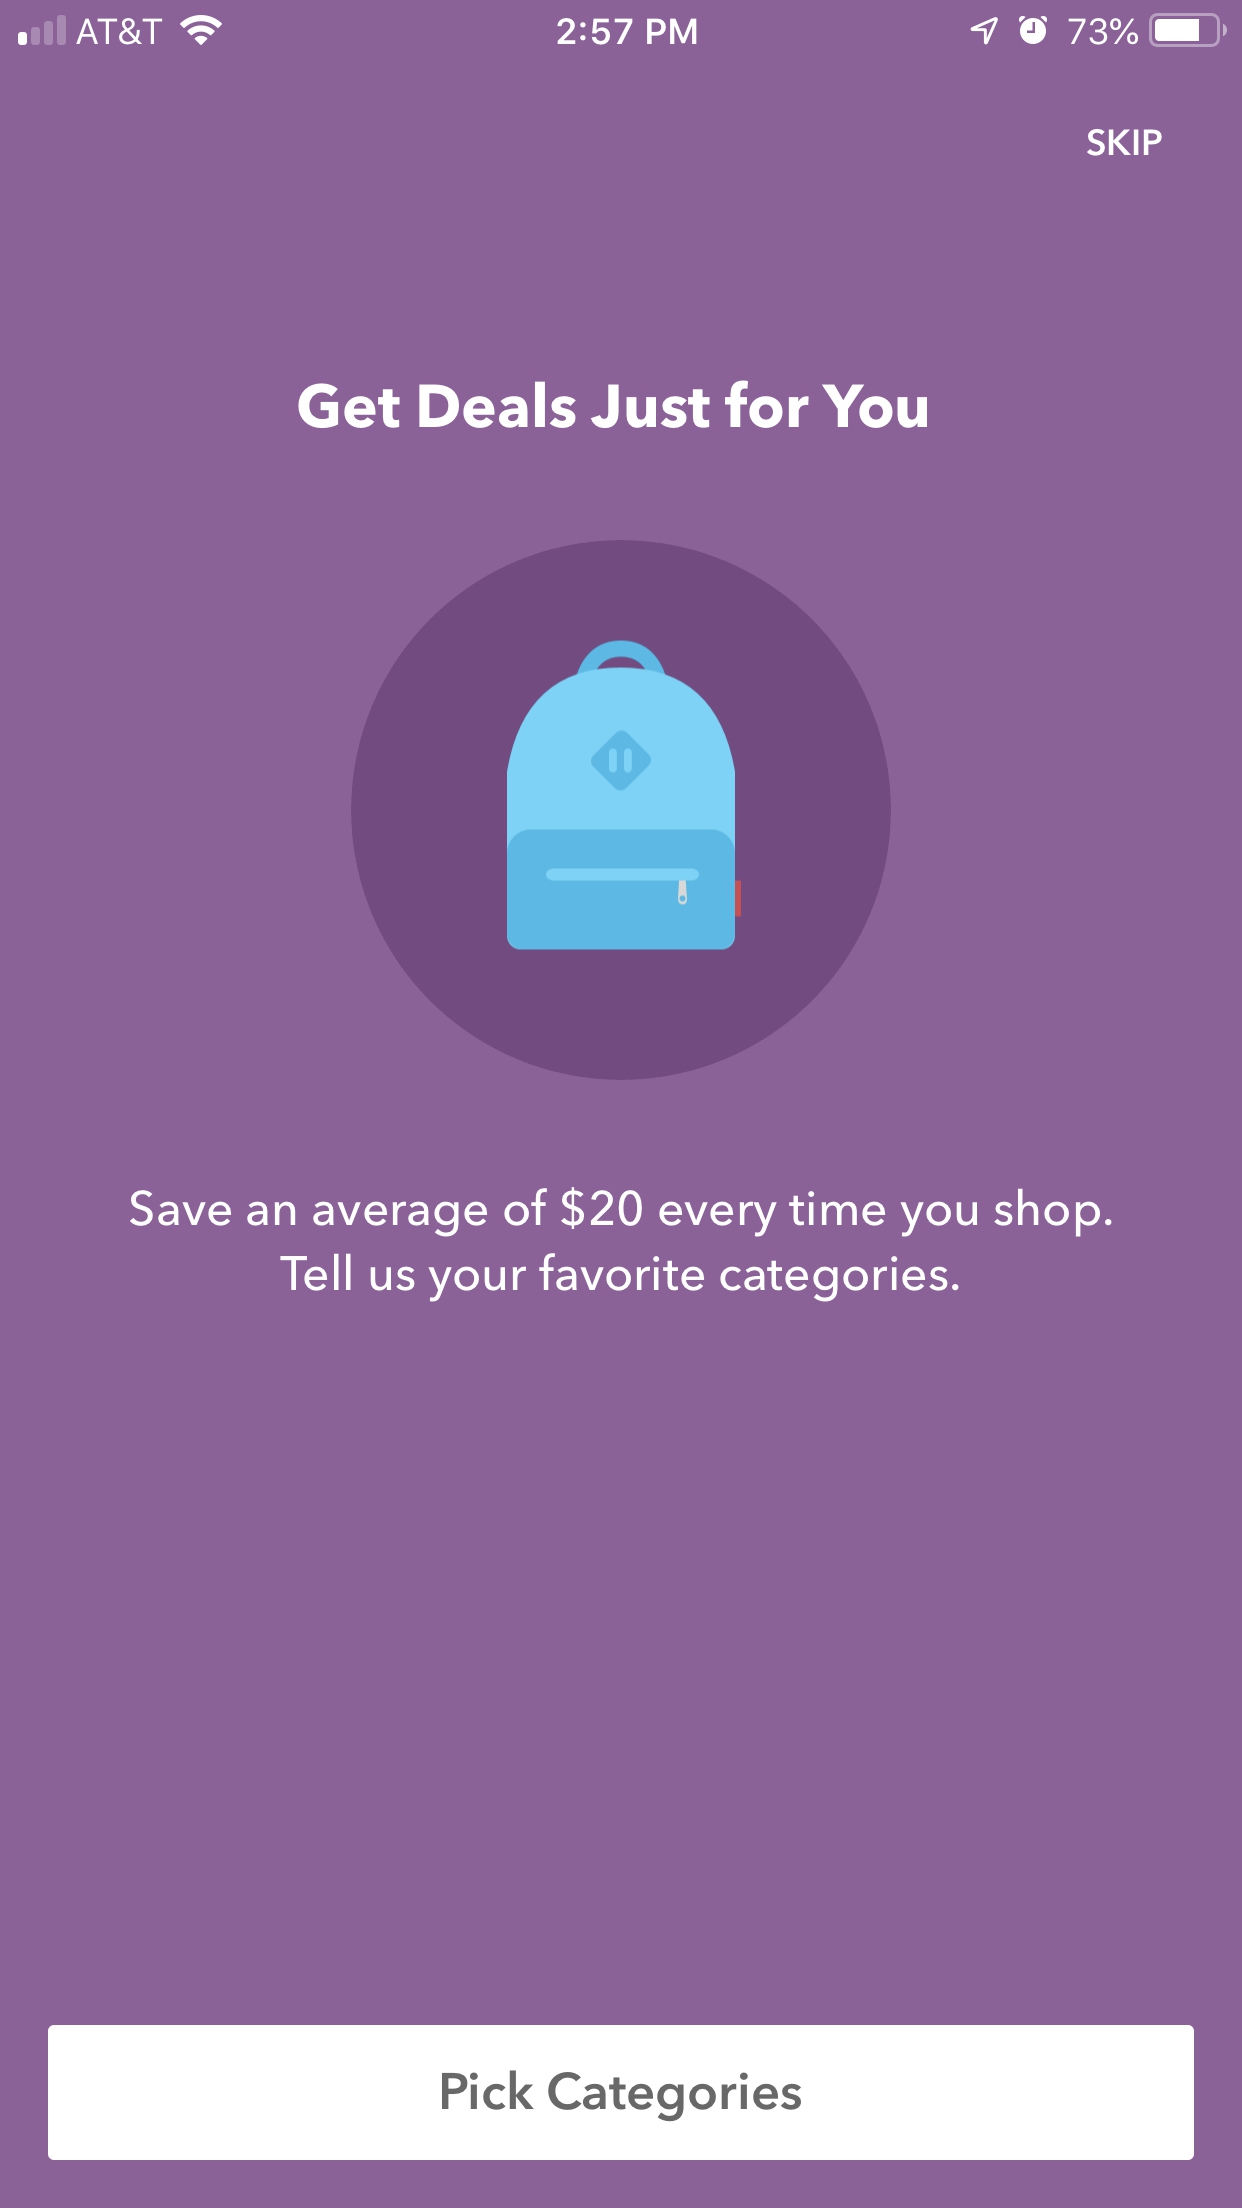 AT&T 2:57 PM 73%
SKIP
Get Deals Just for You
Save an average of $20 every time you shop.
Tell us your favorite categories.
Pick Categories